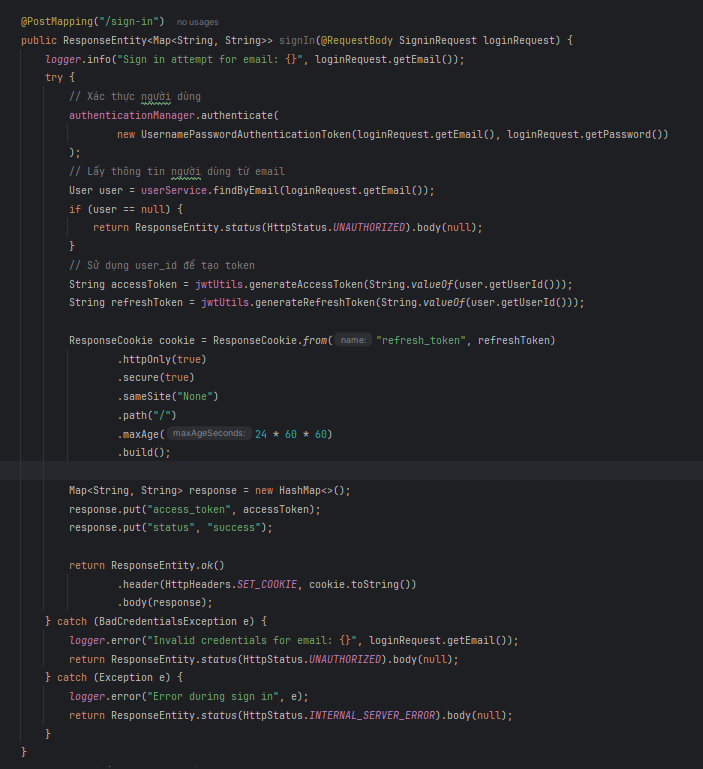 @PostMapping("/sign-in") no usages
public ResponseEntity<Map<String, String>> signIn(@RequestBody SigninRequest loginRequest) {
logger.info("Sign in attempt for email: {}", loginRequest.getEmail());
try {
// Xác thực người dùng
authenticationManager.authenticate(
new UsernamePasswordAuthenticationToken(loginRequest.getEmail(), loginRequest.getPassword())
);
// Lấy thông tin người dùng từ email
User user = userService.findByEmail(loginRequest.getEmail());
if (user == null) {
return ResponseEntity.status(HttpStatus.UNAUTHORIZED).body(null);
}
// Sử dụng user_id để tạo token
String accessToken = jwtUtils.generateAccessToken(String.valueOf(user.getUserId()));
String refreshToken = jwtUtils.generateRefreshToken(String.valueOf(user.getUserId()));
ResponseCookie cookie = ResponseCookie.from( name: "refresh_token", refreshToken)
.httpOnly(true)
.secure(true)
.sameSite("None")
.path("/")
.maxAge( maxAgeSeconds: 24 * 60 * 60)
.build();
Map<String, String> response = new HashMap<>();
response.put("access_token", accessToken);
response.put("status", "success");
return ResponseEntity.ok()
.header(HttpHeaders.SET_COOKIE, cookie.toString())
.body(response);
} catch (BadCredentialsException e) {
logger.error("Invalid credentials for email: {}", loginRequest.getEmail());
return ResponseEntity.status(HttpStatus.UNAUTHORIZED).body(null);
} catch (Exception e) {
logger.error("Error during sign in", e);
return ResponseEntity.status(HttpStatus.INTERNAL_SERVER_ERROR).body(null);
}
}